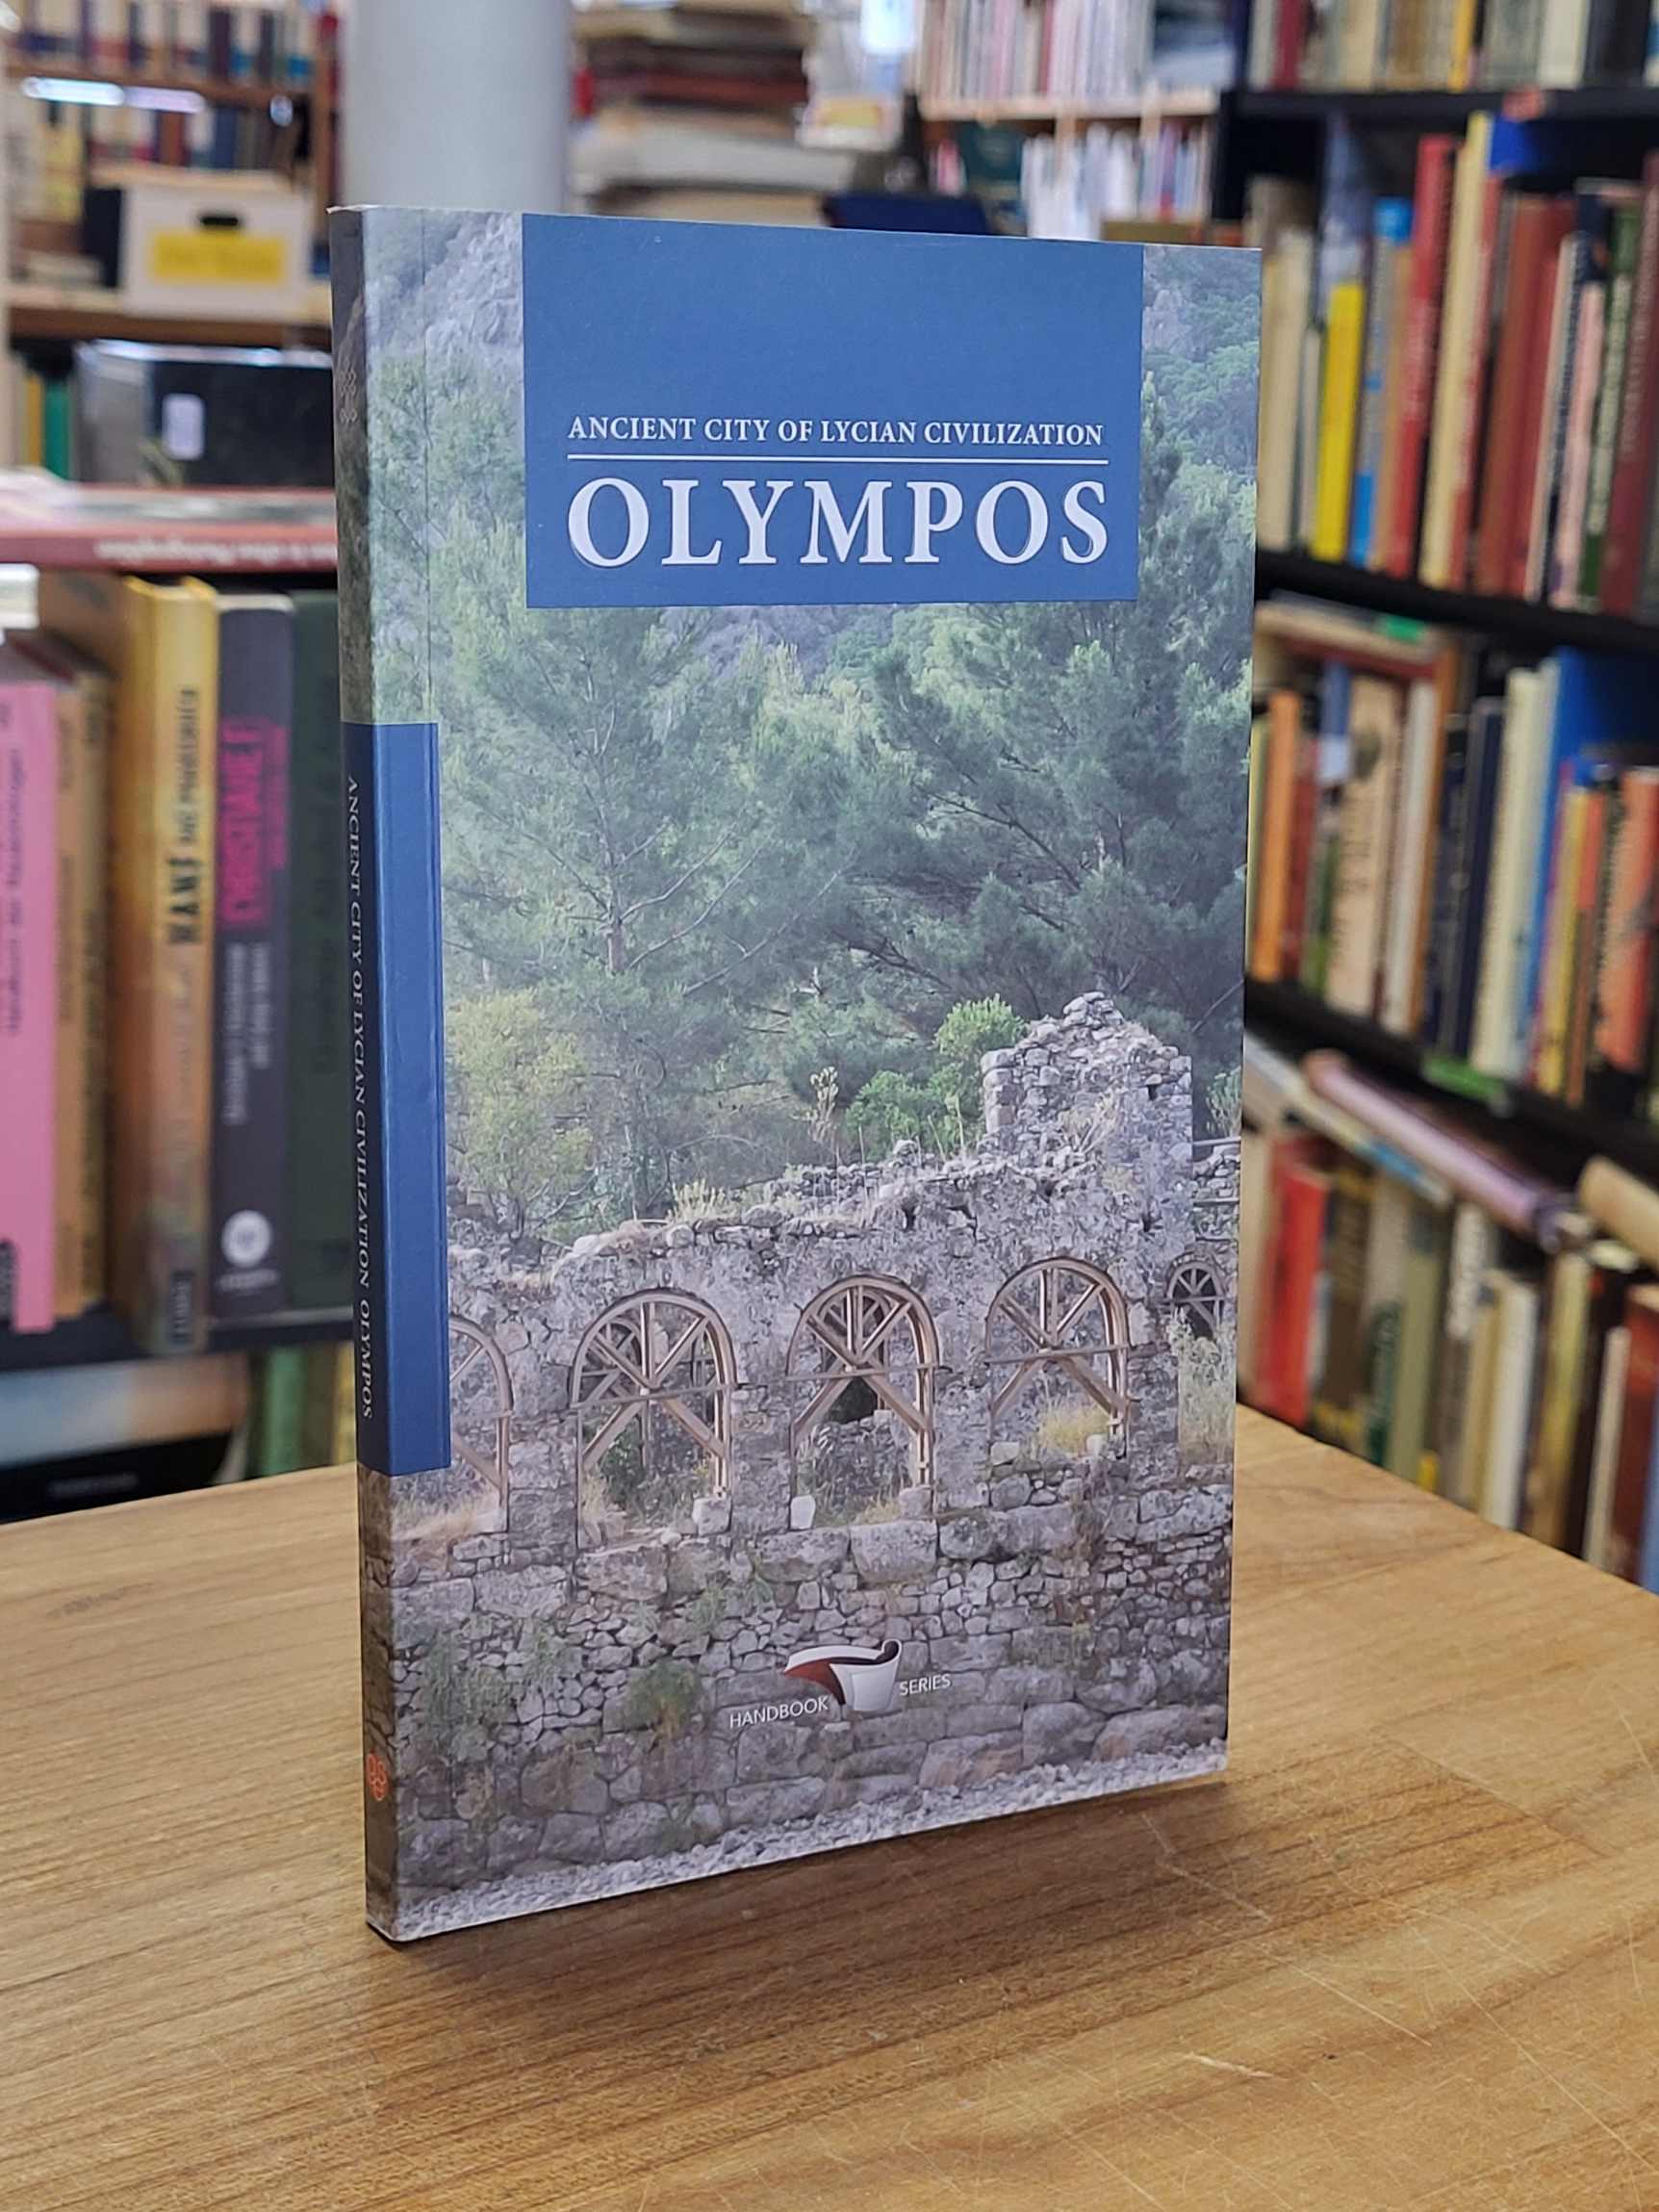 ANCIENT CITY OF LYCIAN CIVILIZATION
OLYMPOS
HANDBOOK SERIES
ANCIENT CITY OF LYCIAN CIVILIZATION OLYMPOS